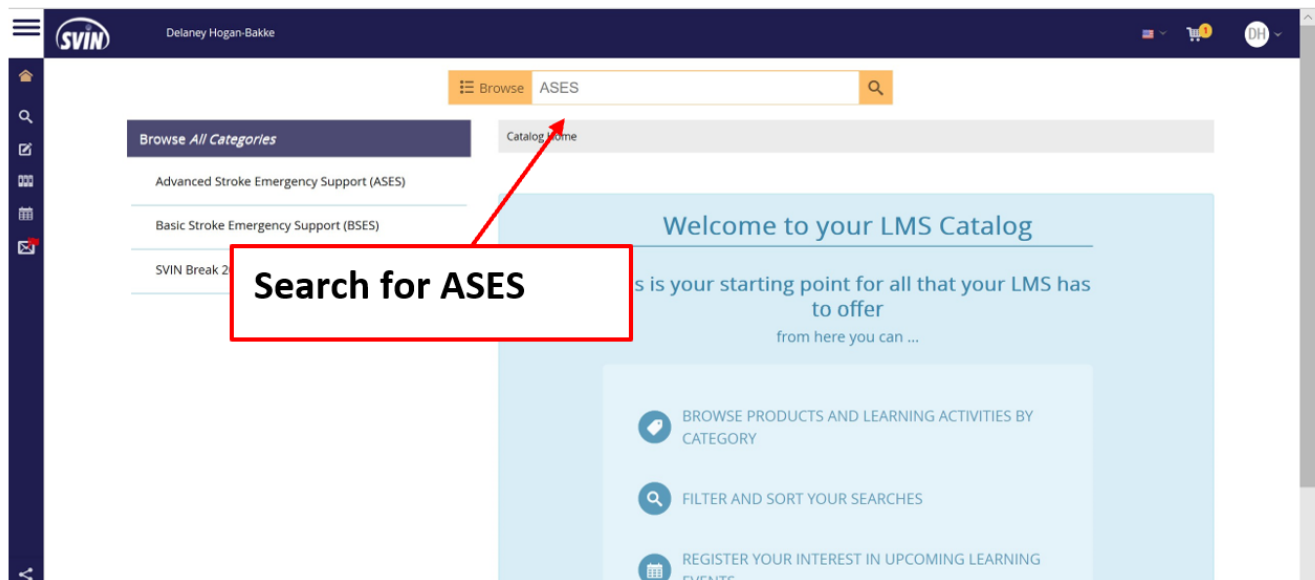 SVIN
Delaney Hogan-Bakke
1
DH
Browse ASES
Browse All Categories
Catalog Home
Advanced Stroke Emergency Support (ASES)
Basic Stroke Emergency Support (BSES)
SVIN Break
Search for ASES
Welcome to your LMS Catalog
is your starting point for all that your LMS has
to offer
from here you can ...
BROWSE PRODUCTS AND LEARNING ACTIVITIES BY
CATEGORY
FILTER AND SORT YOUR SEARCHES
REGISTER YOUR INTEREST IN UPCOMING LEARNING
EVENTS